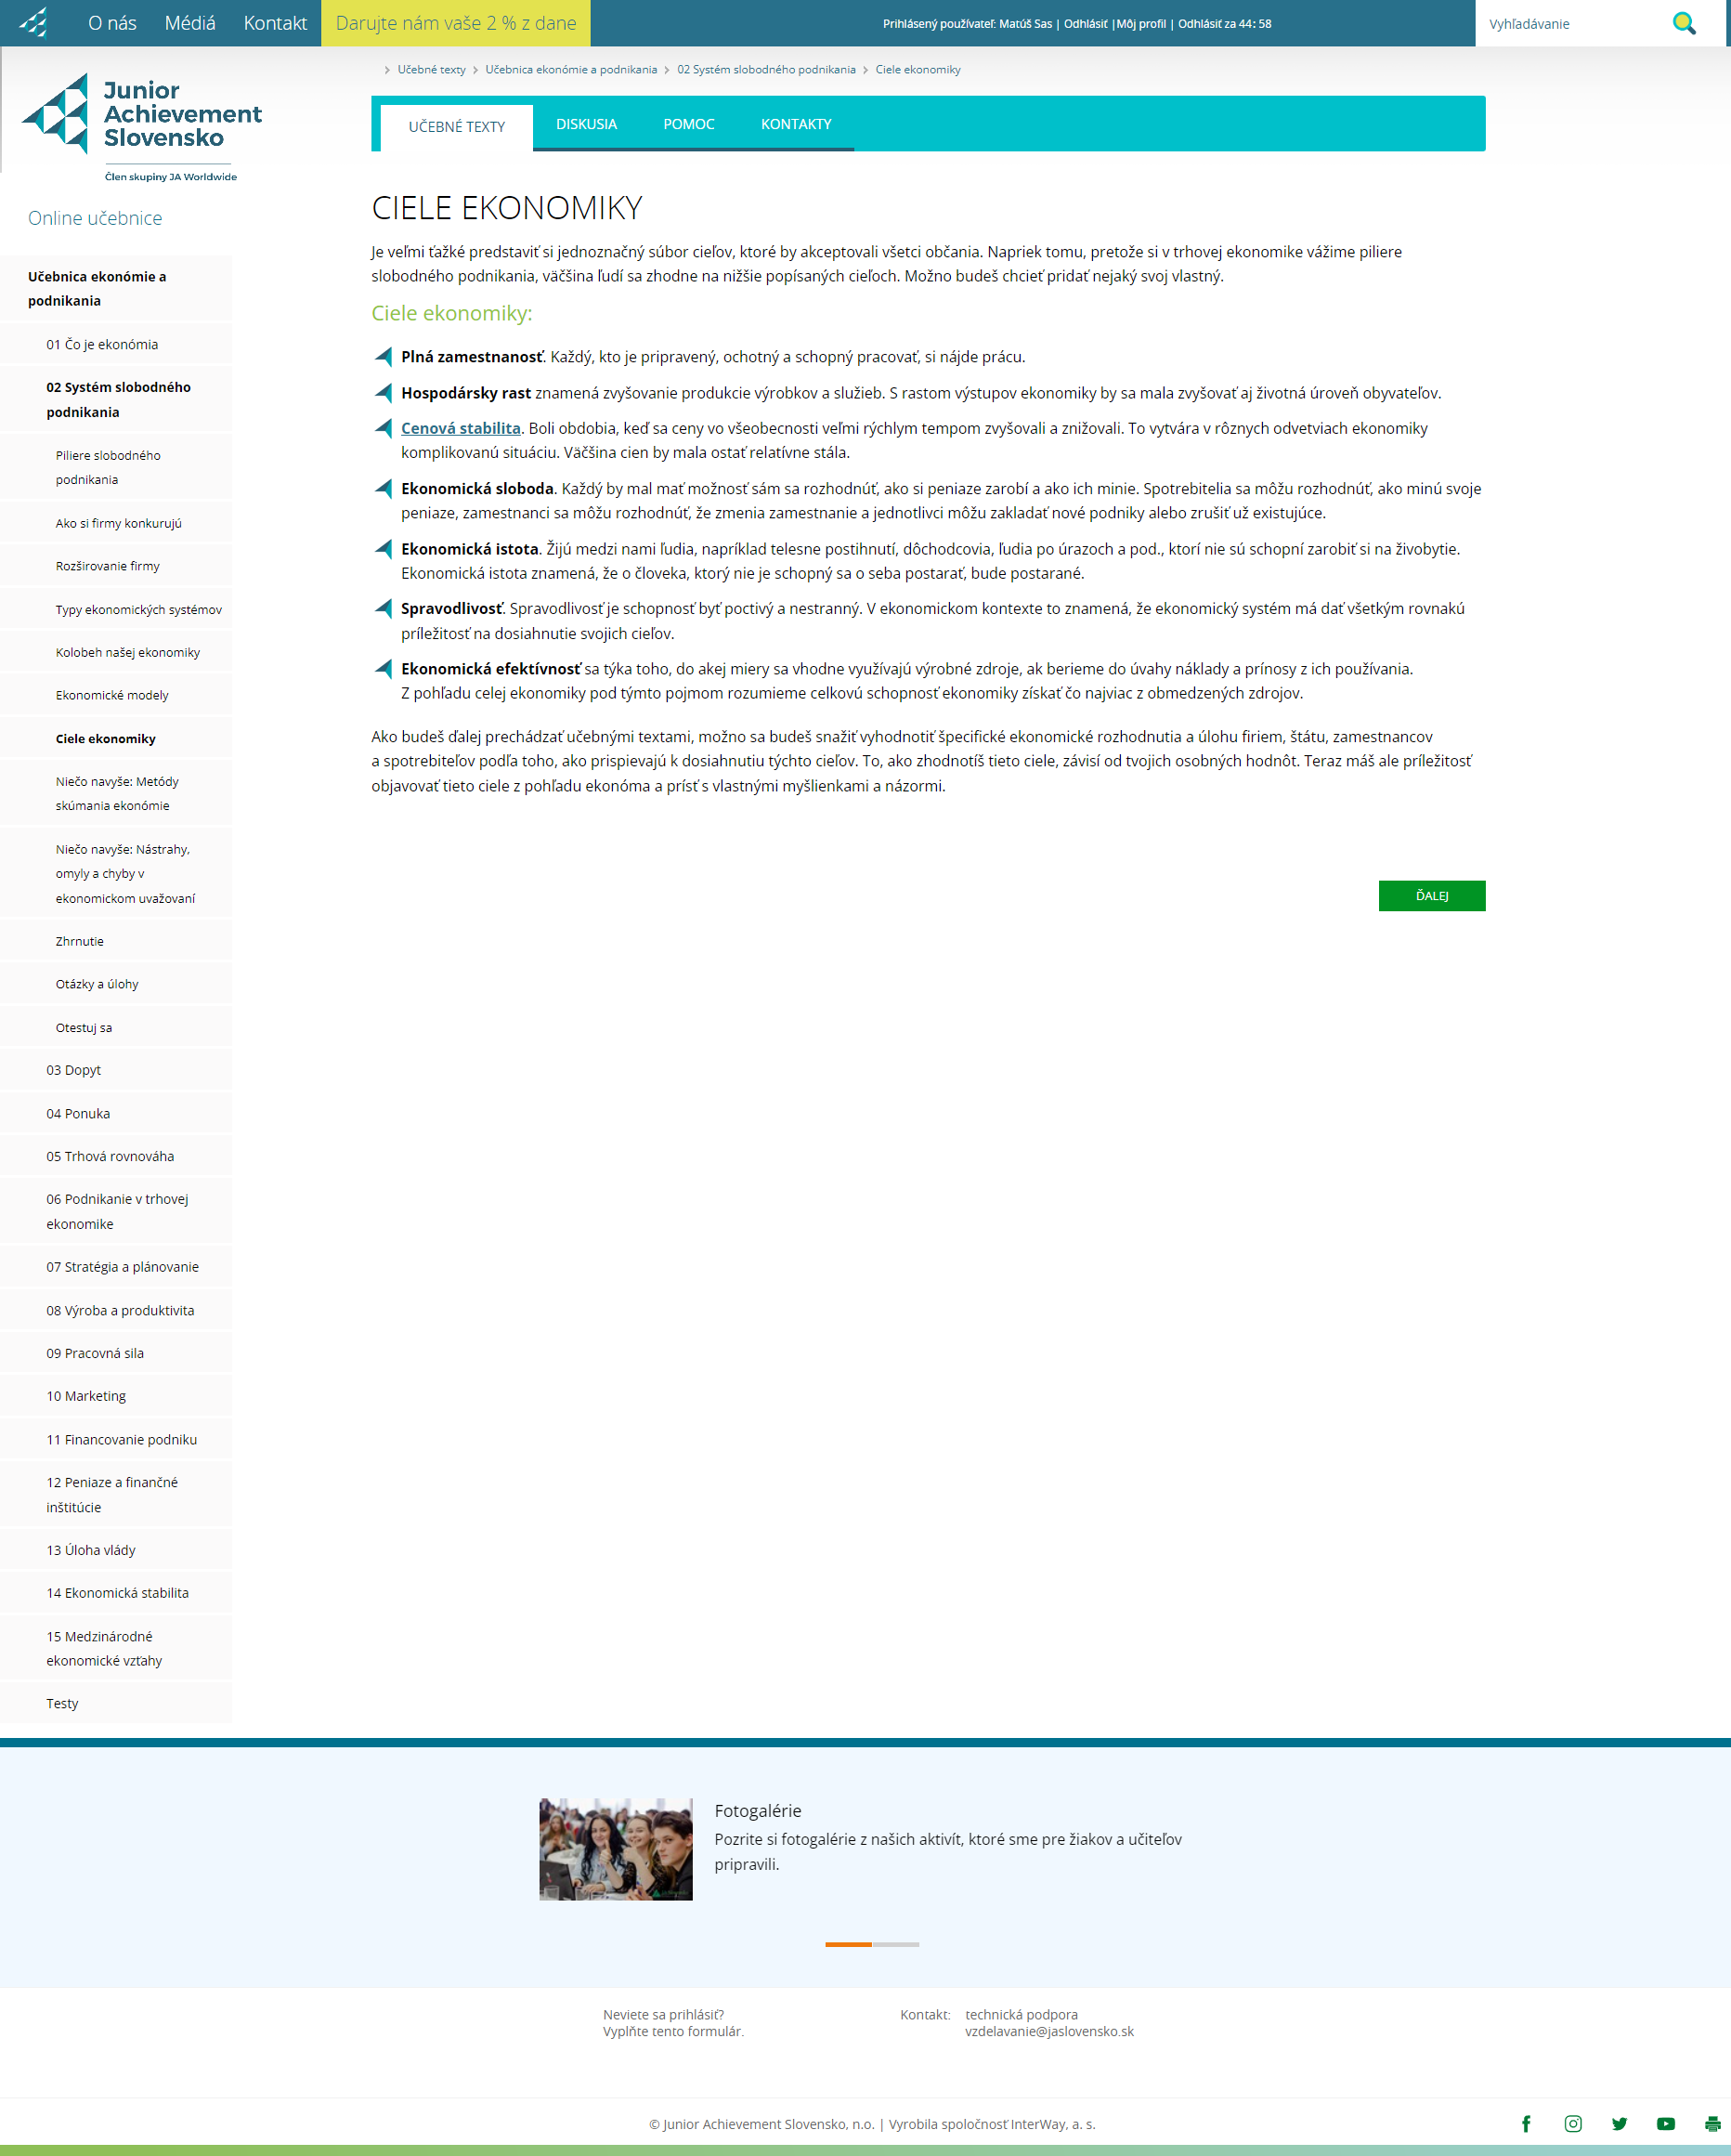 O nás Médiá Kontakt Darujte nám vaše 2 % z dane
Prihlásený používateľ: Matúš Sas | Odhlásiť |Môj profil | Odhlásiť za 44: 58
Vyhľadávanie
Junior
Achievement
Slovensko
Člen skupiny JA Worldwide
Učebné texty Učebnica ekonómie a podnikania 02 Systém slobodného podnikania Ciele ekonomiky
UČEBNÉ TEXTY DISKUSIA POMOC KONTAKTY
Online učebnice
Učebnica ekonómie a
podnikania
01 Čo je ekonómia
02 Systém slobodného
podnikania
Piliere slobodného
podnikania
Ako si firmy konkurujú
Rozširovanie firmy
Typy ekonomických systémov
Kolobeh našej ekonomiky
Ekonomické modely
Ciele ekonomiky
Niečo navyše: Metódy
skúmania ekonómie
Niečo navyše: Nástrahy,
omyly a chyby v
ekonomickom uvažovaní
Zhrnutie
Otázky a úlohy
Otestuj sa
03 Dopyt
04 Ponuka
05 Trhová rovnováha
06 Podnikanie v trhovej
ekonomike
07 Stratégia a plánovanie
08 Výroba a produktivita
09 Pracovná sila
10 Marketing
11 Financovanie podniku
12 Peniaze a finančné
inštitúcie
13 Úloha vlády
14 Ekonomická stabilita
15 Medzinárodné
ekonomické vzťahy
Testy
CIELE EKONOMIKY
Je veľmi ťažké predstaviť si jednoznačný súbor cieľov, ktoré by akceptovali všetci občania. Napriek tomu, pretože si v trhovej ekonomike vážime piliere
slobodného podnikania, väčšina ľudí sa zhodne na nižšie popísaných cieľoch. Možno budeš chcieť pridať nejaký svoj vlastný.
Ciele ekonomiky:
Plná zamestnanosť. Každý, kto je pripravený, ochotný a schopný pracovať, si nájde prácu.
Hospodársky rast znamená zvyšovanie produkcie výrobkov a služieb. S rastom výstupov ekonomiky by sa mala zvyšovať aj životná úroveň obyvateľov.
Cenová stabilita. Boli obdobia, keď sa ceny vo všeobecnosti veľmi rýchlym tempom zvyšovali a znižovali. To vytvára v rôznych odvetviach ekonomiky
komplikovanú situáciu. Väčšina cien by mala ostať relatívne stála.
Ekonomická sloboda. Každý by mal mať možnosť sám sa rozhodnúť, ako si peniaze zarobí a ako ich minie. Spotrebitelia sa môžu rozhodnúť, ako minú svoje
peniaze, zamestnanci sa môžu rozhodnúť, že zmenia zamestnanie a jednotlivci môžu zakladať nové podniky alebo zrušiť už existujúce.
Ekonomická istota. Žijú medzi nami ľudia, napríklad telesne postihnutí, dôchodcovia, ľudia po úrazoch a pod., ktorí nie sú schopní zarobiť si na živobytie.
Ekonomická istota znamená, že o človeka, ktorý nie je schopný sa o seba postarať, bude postarané.
Spravodlivosť. Spravodlivosť je schopnosť byť poctivý a nestranný. V ekonomickom kontexte to znamená, že ekonomický systém má dať všetkým rovnakú
príležitosť na dosiahnutie svojich cieľov.
Ekonomická efektívnosť sa týka toho, do akej miery sa vhodne využívajú výrobné zdroje, ak berieme do úvahy náklady a prínosy z ich používania.
Z pohľadu celej ekonomiky pod týmto pojmom rozumieme celkovú schopnosť ekonomiky získať čo najviac z obmedzených zdrojov.
Ako budeš ďalej prechádzať učebnými textami, možno sa budeš snažiť vyhodnotiť špecifické ekonomické rozhodnutia a úlohu firiem, štátu, zamestnancov
a spotrebiteľov podľa toho, ako prispievajú k dosiahnutiu týchto cieľov. To, ako zhodnotíš tieto ciele, závisí od tvojich osobných hodnôt. Teraz máš ale príležitosť
objavovať tieto ciele z pohľadu ekonóma a prísť s vlastnými myšlienkami a názormi.
ĎALEJ
Fotogalérie
Pozrite si fotogalérie z našich aktivít, ktoré sme pre žiakov a učiteľov
pripravili.
Neviete sa prihlásiť?
Vyplňte tento formulár.
Kontakt: technická podpora
vzdelavanie@jaslovensko.sk
© Junior Achievement Slovensko, n.o. | Vyrobila spoločnosť InterWay, a. s.